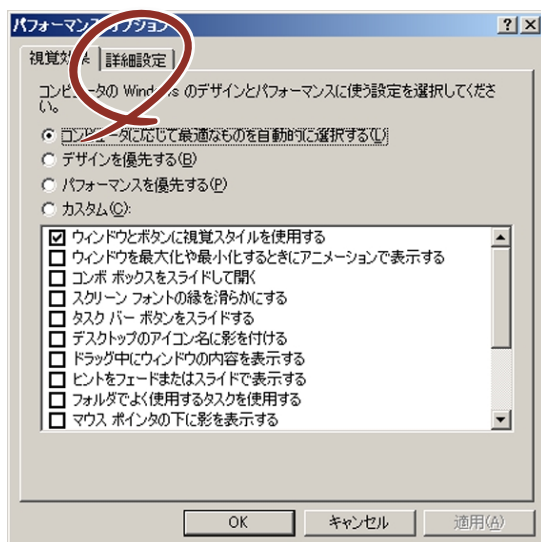 パフォーマンス オプション
? ×
視覚効果 詳細設定
コンピュータの Windows のデザインとパフォーマンスに使う設定を選択してくださ
い。
コンピュータに応じて最適なものを自動的に選択する(L)
デザインを優先する(B)
パフォーマンスを優先する(P)
カスタム(C):
ウィンドウとボタンに視覚スタイルを使用する
ウィンドウを最大化や最小化するときにアニメーションで表示する
コンボ ボックスをスライドして開く
スクリーン フォントの縁を滑らかにする
タスク バー ボタンをスライドする
デスクトップのアイコン名に影を付ける
ドラッグ中にウィンドウの内容を表示する
ヒントをフェードまたはスライドで表示する
フォルダでよく使用するタスクを使用する
マウス ポインタの下に影を表示する
OK キャンセル 適用(A)